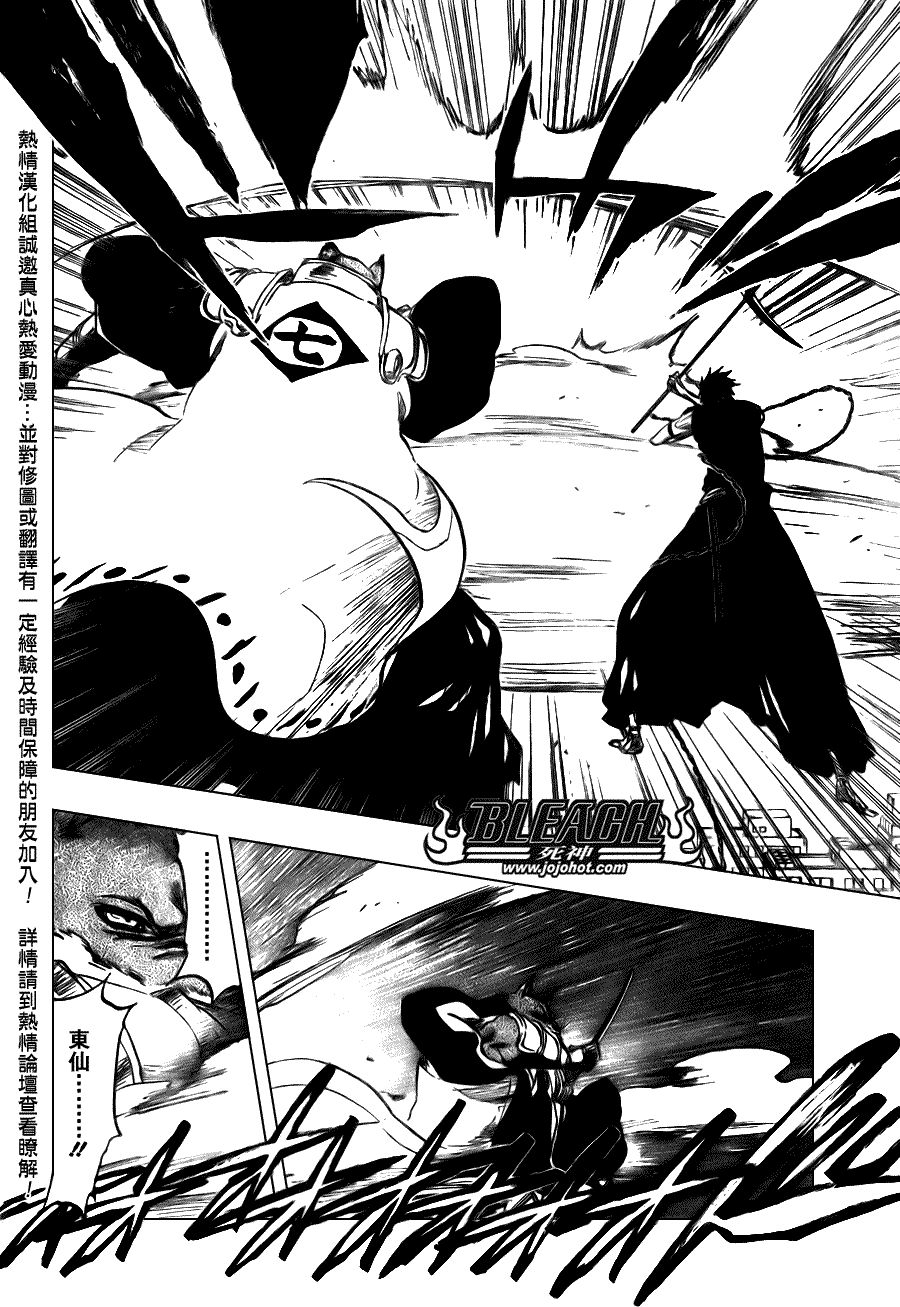 熱情漢化組誠邀真心熱愛動漫…並對修圖或翻譯有一定經驗及時間保障的朋友加入！ 詳情請到熱情論壇查看瞭解！
七
BLEACH
死神
www.jojohot.com
…………
東仙………!!